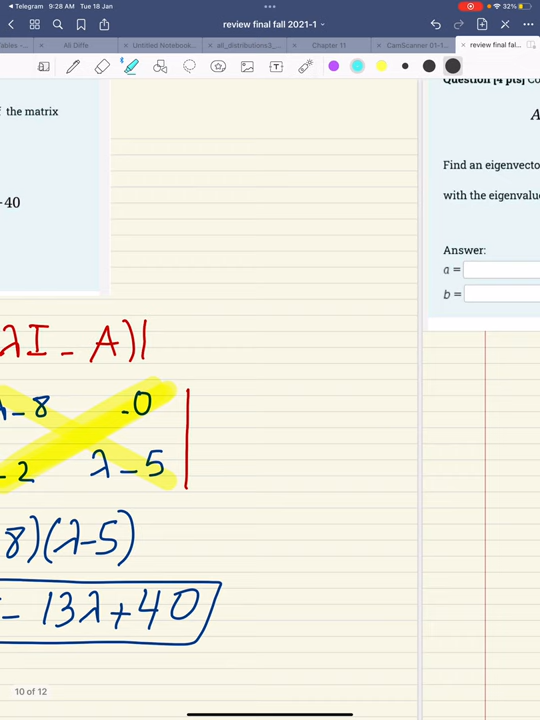 Telegram 9:28 AM Tue 18 Jan
review final fall 2021-1
ables -... All Diffs Untitled Notebook... all_distributions3_... Chapter 11 CamScanner 01-1... review final fal...
f the matrix
-40
Question [4 pts]
A
Find an eigenvecto
with the eigenvalue
Answer:
a =
b =
λI - A)|
λ - 8 -0
- 2 λ - 5
8)(λ-5)
- 13λ+40
10 of 12